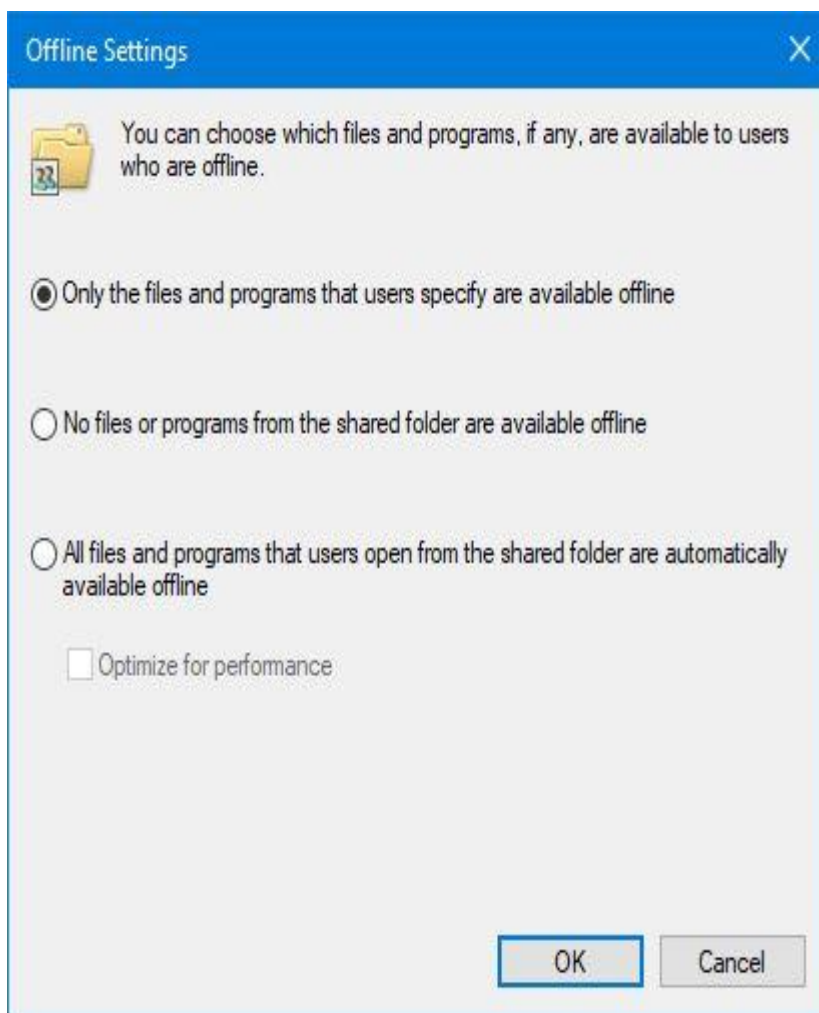 Offline Settings
You can choose which files and programs, if any, are available to users
who are offline.
Only the files and programs that users specify are available offline
No files or programs from the shared folder are available offline
All files and programs that users open from the shared folder are automatically
available offline
Optimize for performance
OK Cancel